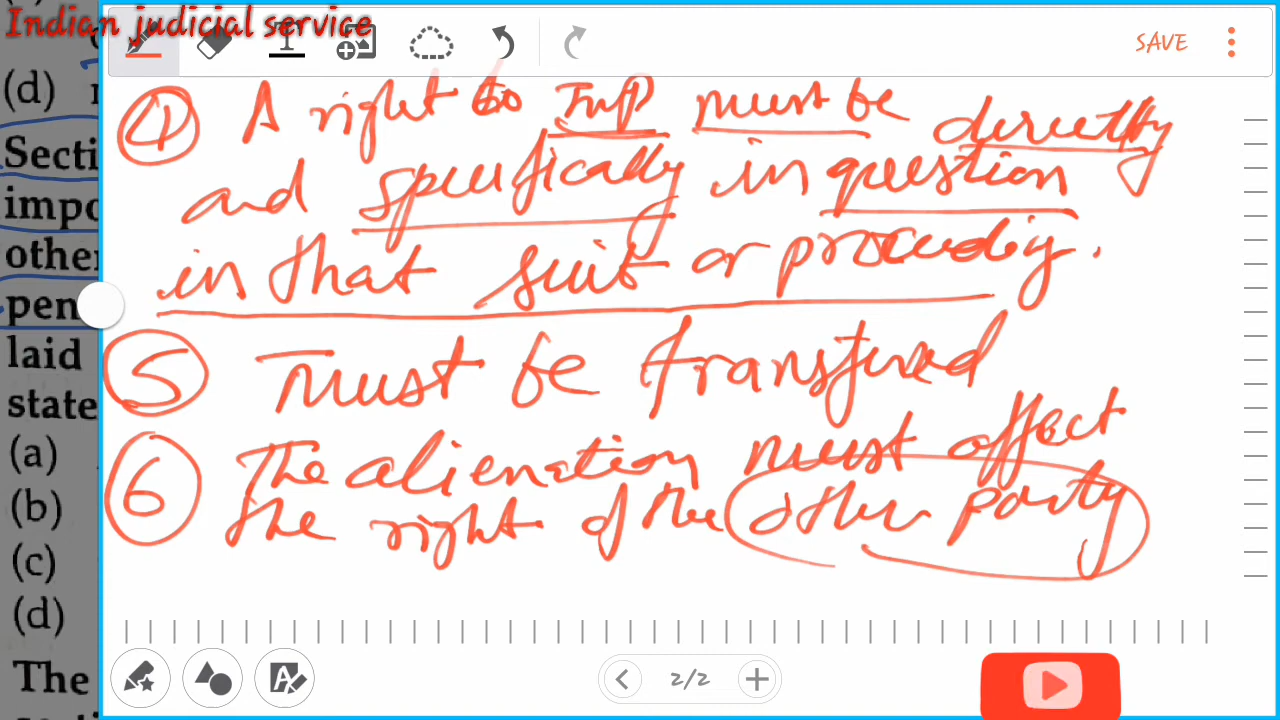 Indian judicial service
SAVE
(d)
Secti
impo
other
pen
laid
state
(a)
(b)
(c)
(d)
The
④ A right to ImP must be directly
and specifically in question
in that suit or proceeding.
⑤ must be transfered
⑥ The alienation must affect
the right of the other party
2/2